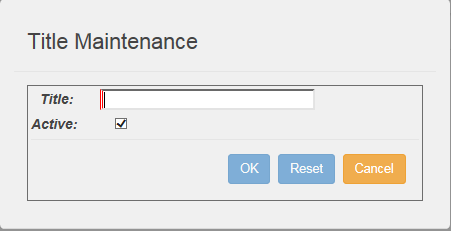 Title Maintenance
Title:
Active:
OK Reset Cancel